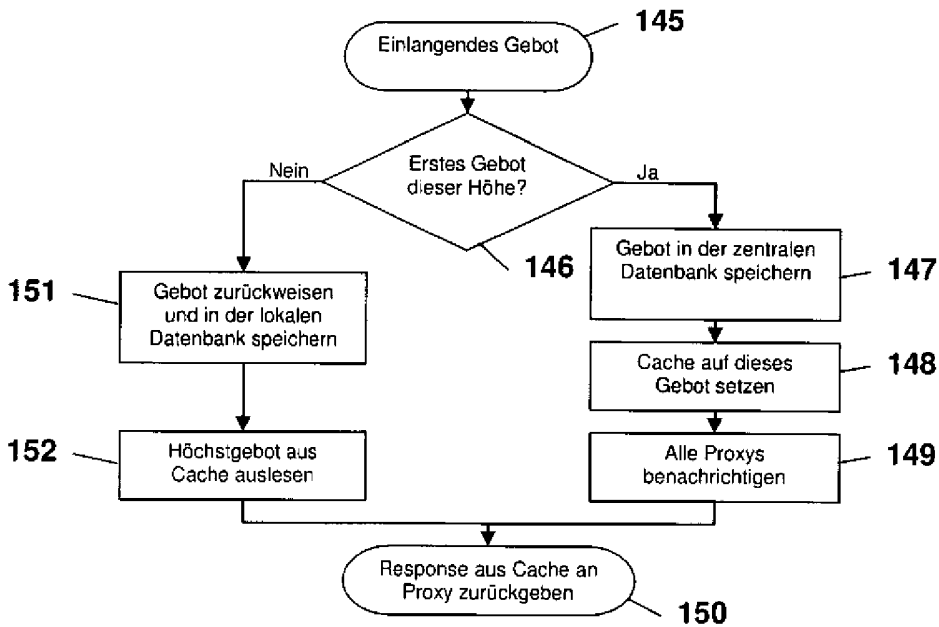 145
Einlangendes Gebot
Erstes Gebot
dieser Höhe?
Nein
Ja
146
Gebot in der zentralen
Datenbank speichern
147
151
Gebot zurückweisen
und in der lokalen
Datenbank speichern
Cache auf dieses
Gebot setzen
148
152
Höchstgebot aus
Cache auslesen
Alle Proxys
benachrichtigen
149
Response aus Cache an
Proxy zurückgeben
150